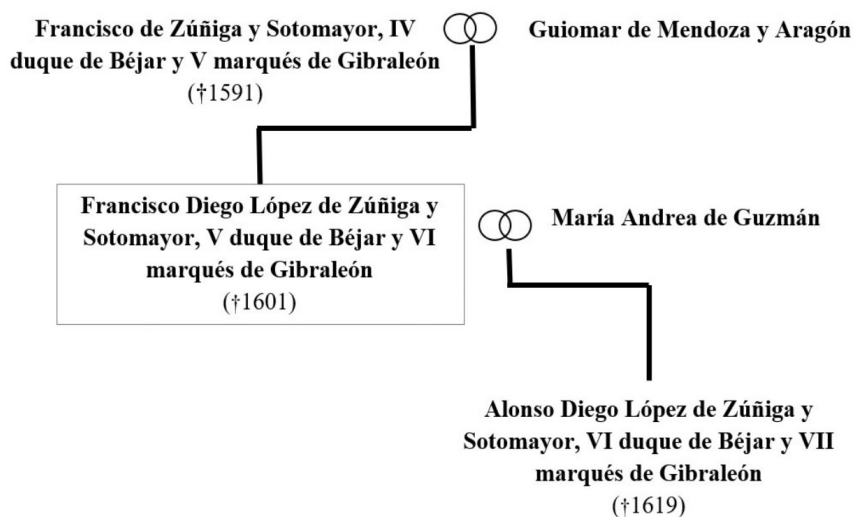 Francisco de Zúñiga y Sotomayor, IV
duque de Béjar y V marqués de Gibraleón
(†1591)
Guiomar de Mendoza y Aragón
Francisco Diego López de Zúñiga y
Sotomayor, V duque de Béjar y VI
marqués de Gibraleón
(†1601)
María Andrea de Guzmán
Alonso Diego López de Zúñiga y
Sotomayor, VI duque de Béjar y VII
marqués de Gibraleón
(†1619)